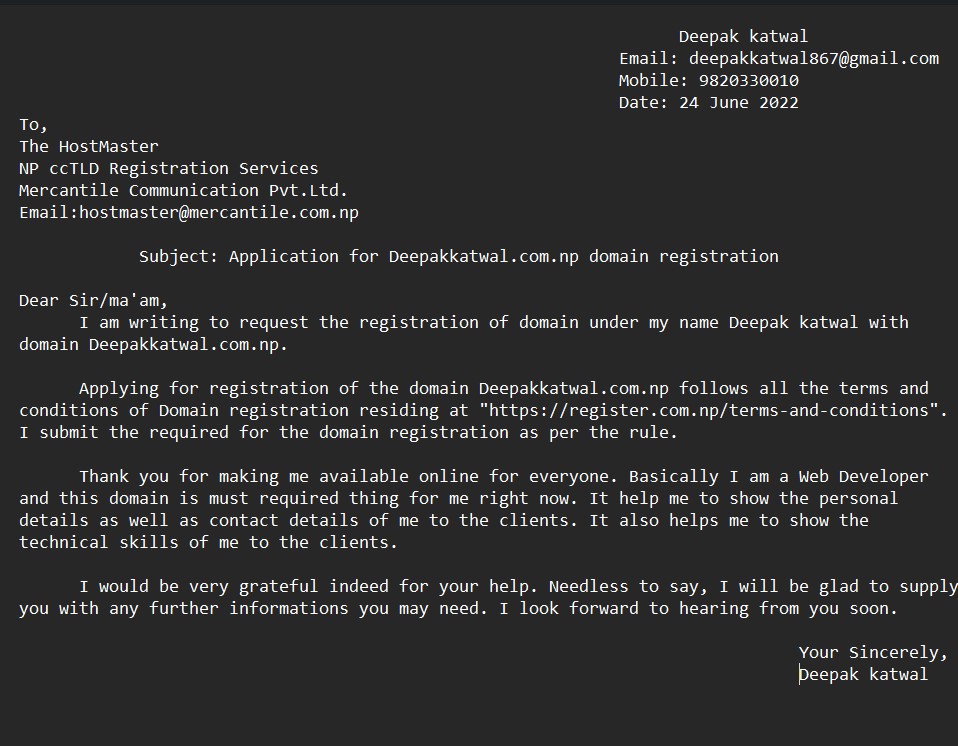 Deepak katwal
Email: deepakkatwal867@gmail.com
Mobile: 9820330010
Date: 24 June 2022
To,
The HostMaster
NP ccTLD Registration Services
Mercantile Communication Pvt.Ltd.
Email:hostmaster@mercantile.com.np
Subject: Application for Deepakkatwal.com.np domain registration
Dear Sir/ma'am,
I am writing to request the registration of domain under my name Deepak katwal with
domain Deepakkatwal.com.np.
Applying for registration of the domain Deepakkatwal.com.np follows all the terms and
conditions of Domain registration residing at "https://register.com.np/terms-and-conditions".
I submit the required for the domain registration as per the rule.
Thank you for making me available online for everyone. Basically I am a Web Developer
and this domain is must required thing for me right now. It help me to show the personal
details as well as contact details of me to the clients. It also helps me to show the
technical skills of me to the clients.
I would be very grateful indeed for your help. Needless to say, I will be glad to supply
you with any further informations you may need. I look forward to hearing from you soon.
Your Sincerely,
Deepak katwal